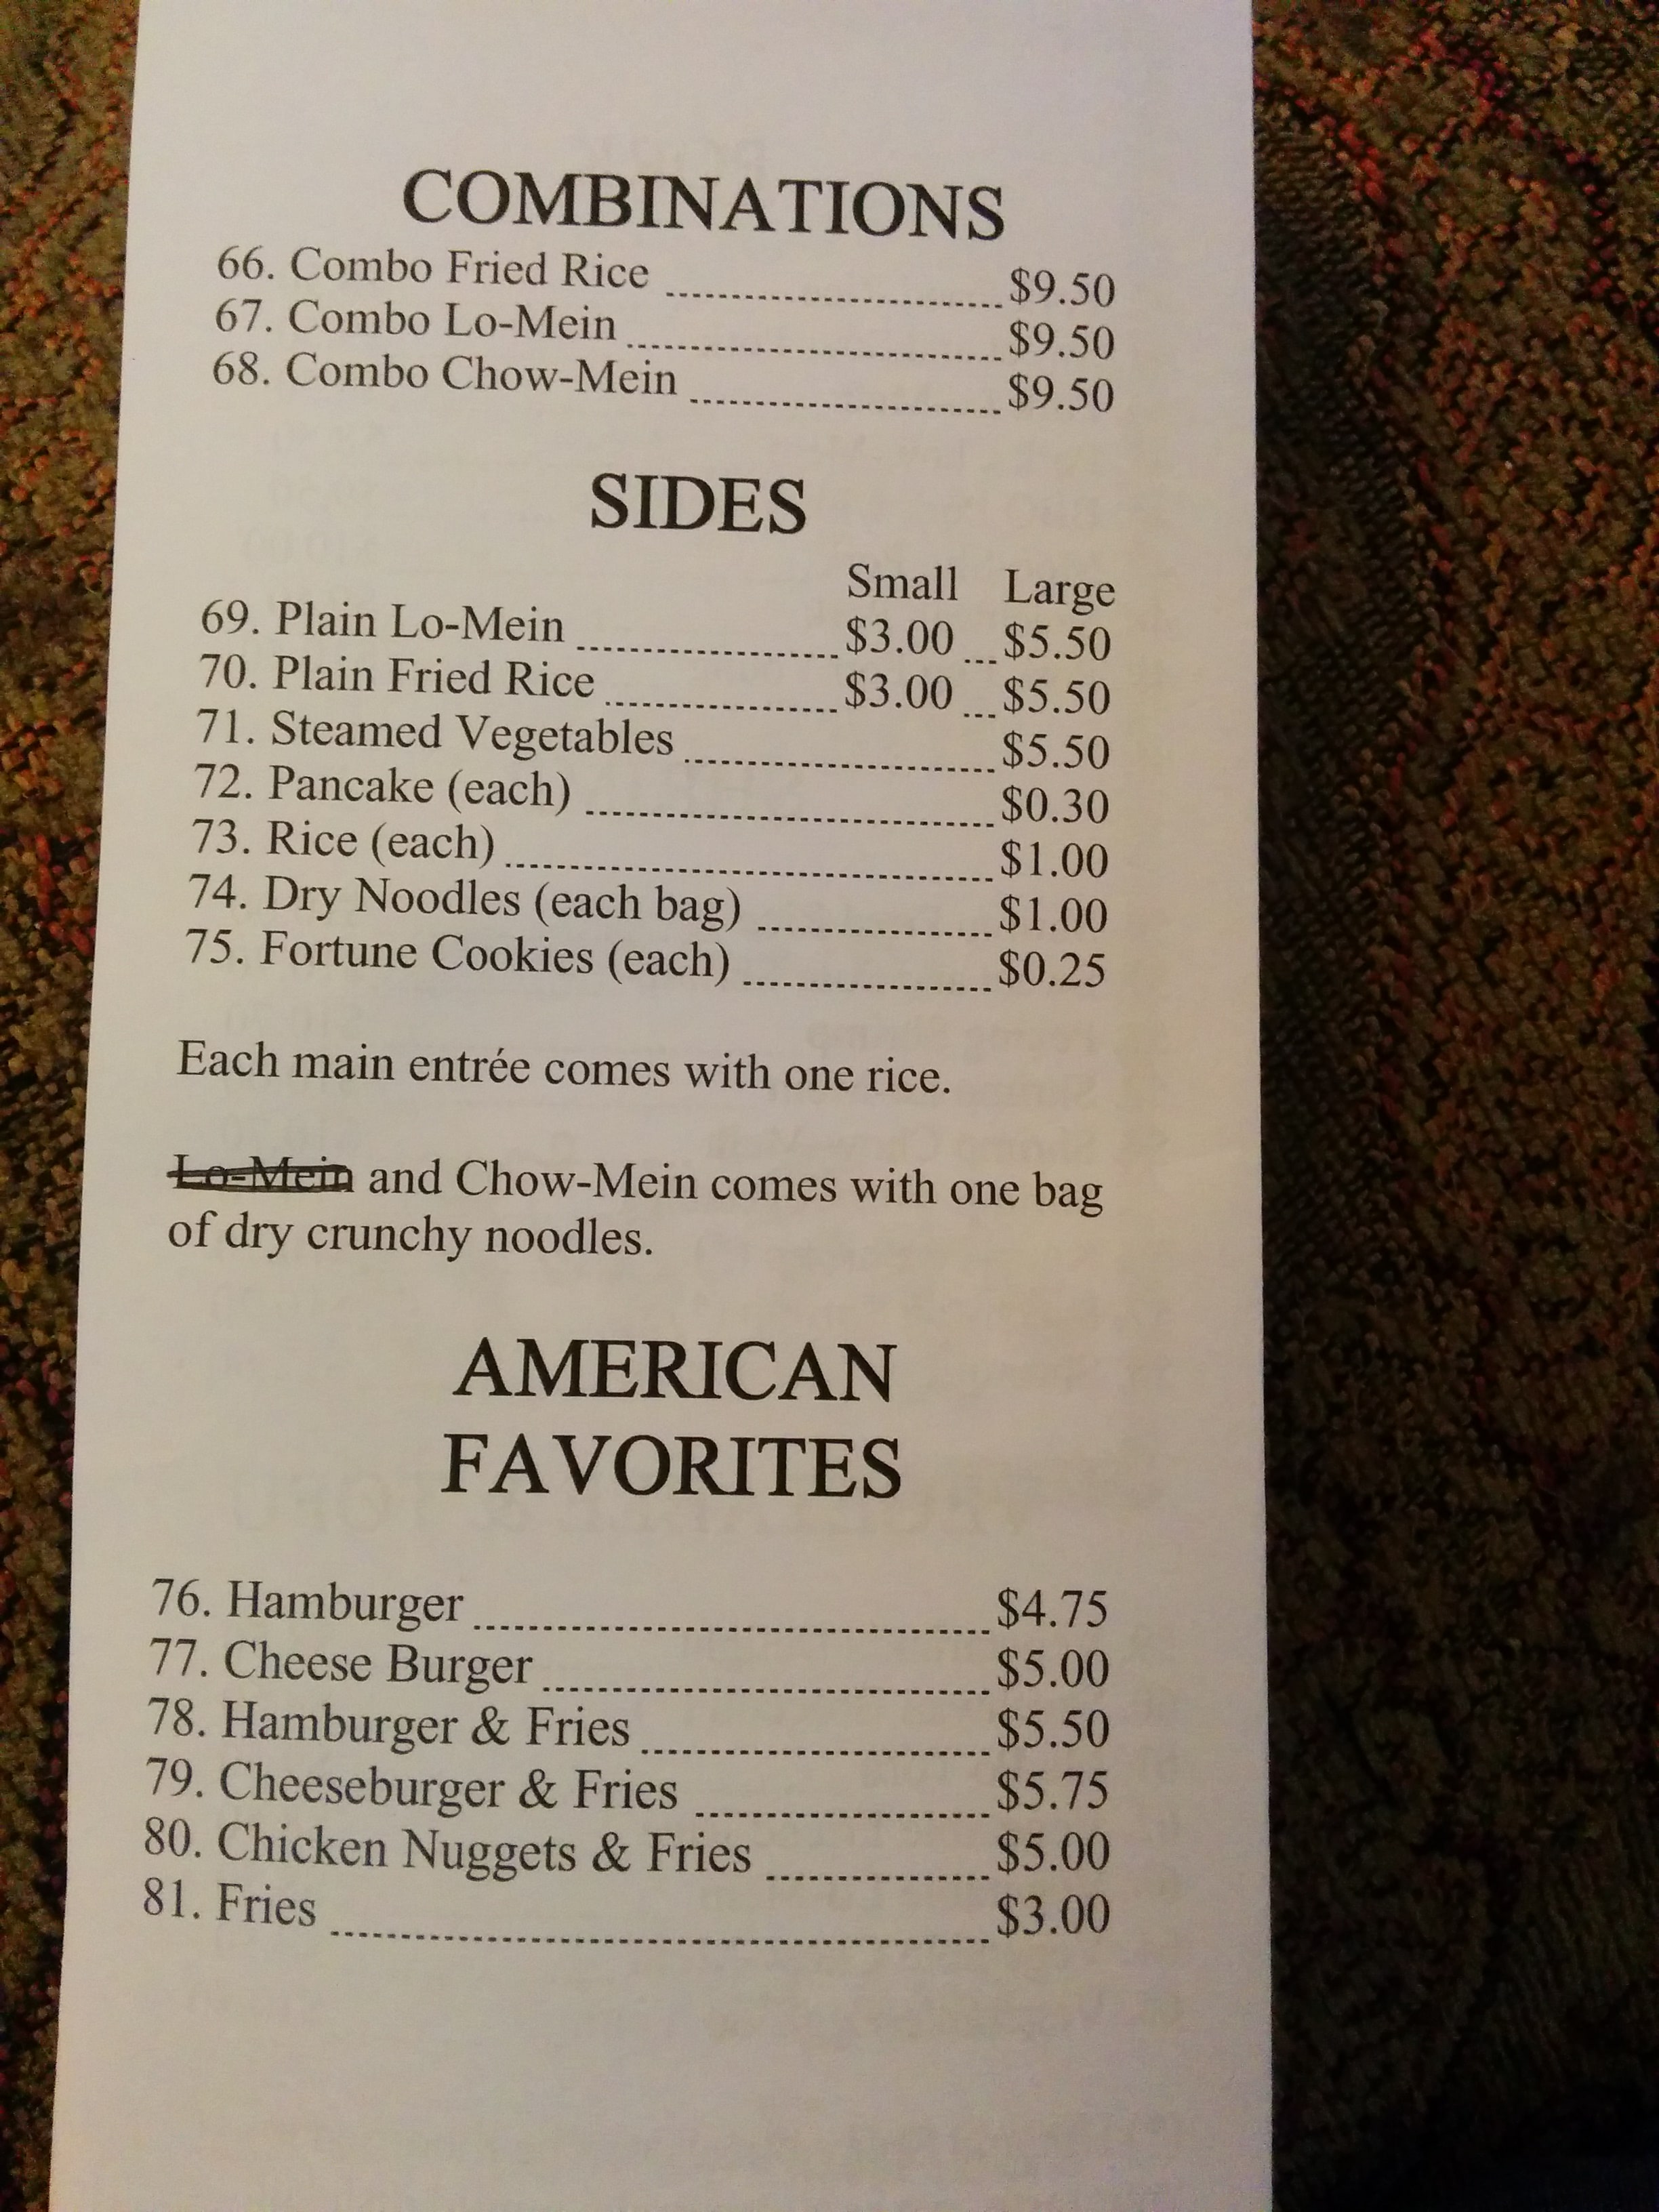 COMBINATIONS
66. Combo Fried Rice $9.50
67. Combo Lo-Mein $9.50
68. Combo Chow-Mein $9.50
SIDES
Small Large
69. Plain Lo-Mein $3.00 $5.50
70. Plain Fried Rice $3.00 $5.50
71. Steamed Vegetables $5.50
72. Pancake (each) $0.30
73. Rice (each) $1.00
74. Dry Noodles (each bag) $1.00
75. Fortune Cookies (each) $0.25
Each main entrée comes with one rice.
Lo-Mein and Chow-Mein comes with one bag
of dry crunchy noodles.
AMERICAN
FAVORITES
76. Hamburger $4.75
77. Cheese Burger $5.00
78. Hamburger & Fries $5.50
79. Cheeseburger & Fries $5.75
80. Chicken Nuggets & Fries $5.00
81. Fries $3.00